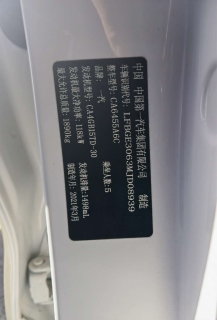 中国 中国第一汽车集团有限公司 制造
车辆识别代号：LFBGE3063MJD08939
品牌：一汽
整车型号：CA6455A6C
发动机型号：CA4GB15TD-30 乘坐人数：5
发动机最大净功率：118kW 发动机排量：1498mL
最大允许总质量：1890kg 制造年月：2021年3月